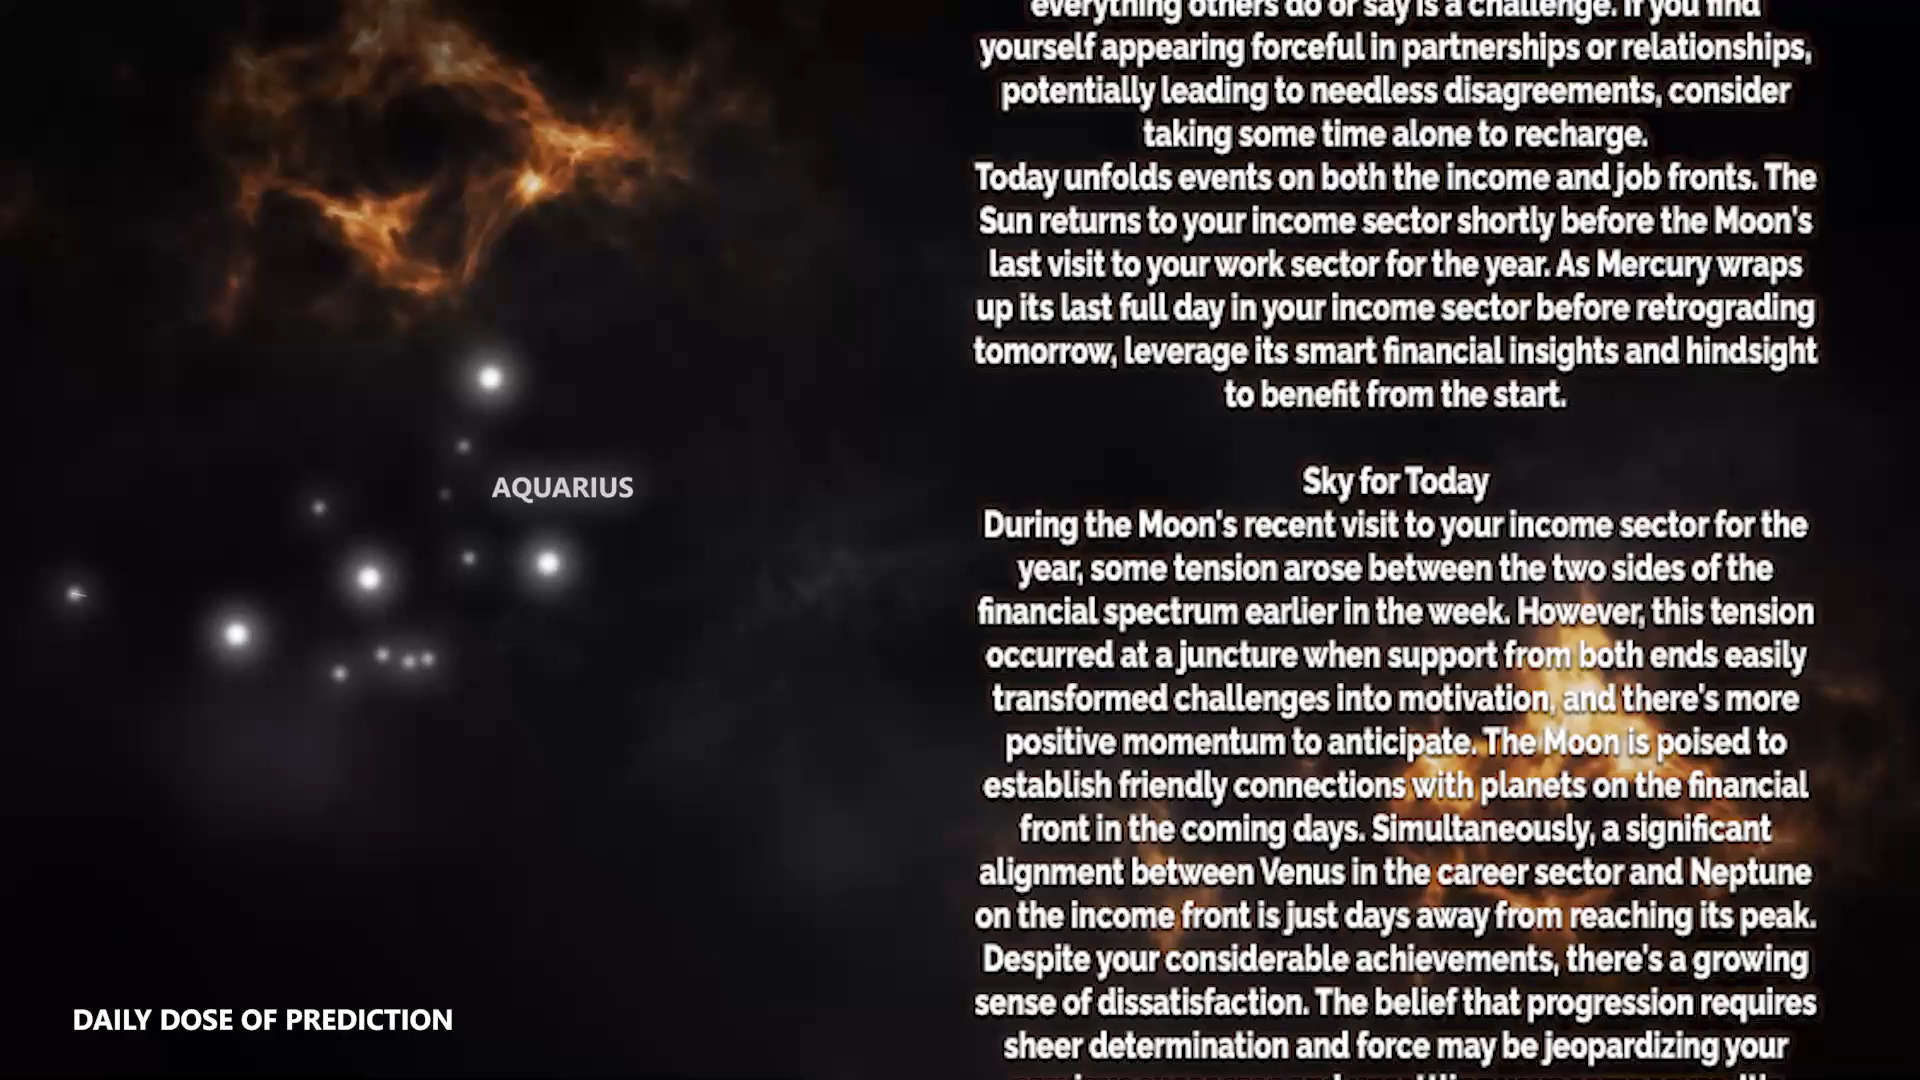 everything others do or say is a challenge. If you find
yourself appearing forceful in partnerships or relationships,
potentially leading to needless disagreements, consider
taking some time alone to recharge.
Today unfolds events on both the income and job fronts. The
Sun returns to your income sector shortly before the Moon's
last visit to your work sector for the year. As Mercury wraps
up its last full day in your income sector before retrograding
tomorrow, leverage its smart financial insights and hindsight
to benefit from the start.
Sky for Today
During the Moon's recent visit to your income sector for the
year, some tension arose between the two sides of the
financial spectrum earlier in the week. However, this tension
occurred at a juncture when support from both ends easily
transformed challenges into motivation, and there's more
positive momentum to anticipate. The Moon is poised to
establish friendly connections with planets on the financial
front in the coming days. Simultaneously, a significant
alignment between Venus in the career sector and Neptune
on the income front is just days away from reaching its peak.
Despite your considerable achievements, there's a growing
sense of dissatisfaction. The belief that progression requires
sheer determination and force may be jeopardizing your
AQUARIUS
DAILY DOSE OF PREDICTION